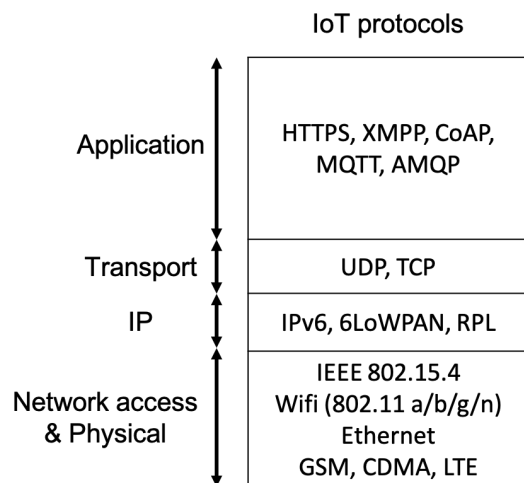 IoT protocols
Application
HTTPS, XMPP, CoAP,
MQTT, AMQP
Transport
UDP, TCP
IP
IPv6, 6LoWPAN, RPL
Network access
& Physical
IEEE 802.15.4
Wifi (802.11 a/b/g/n)
Ethernet
GSM, CDMA, LTE